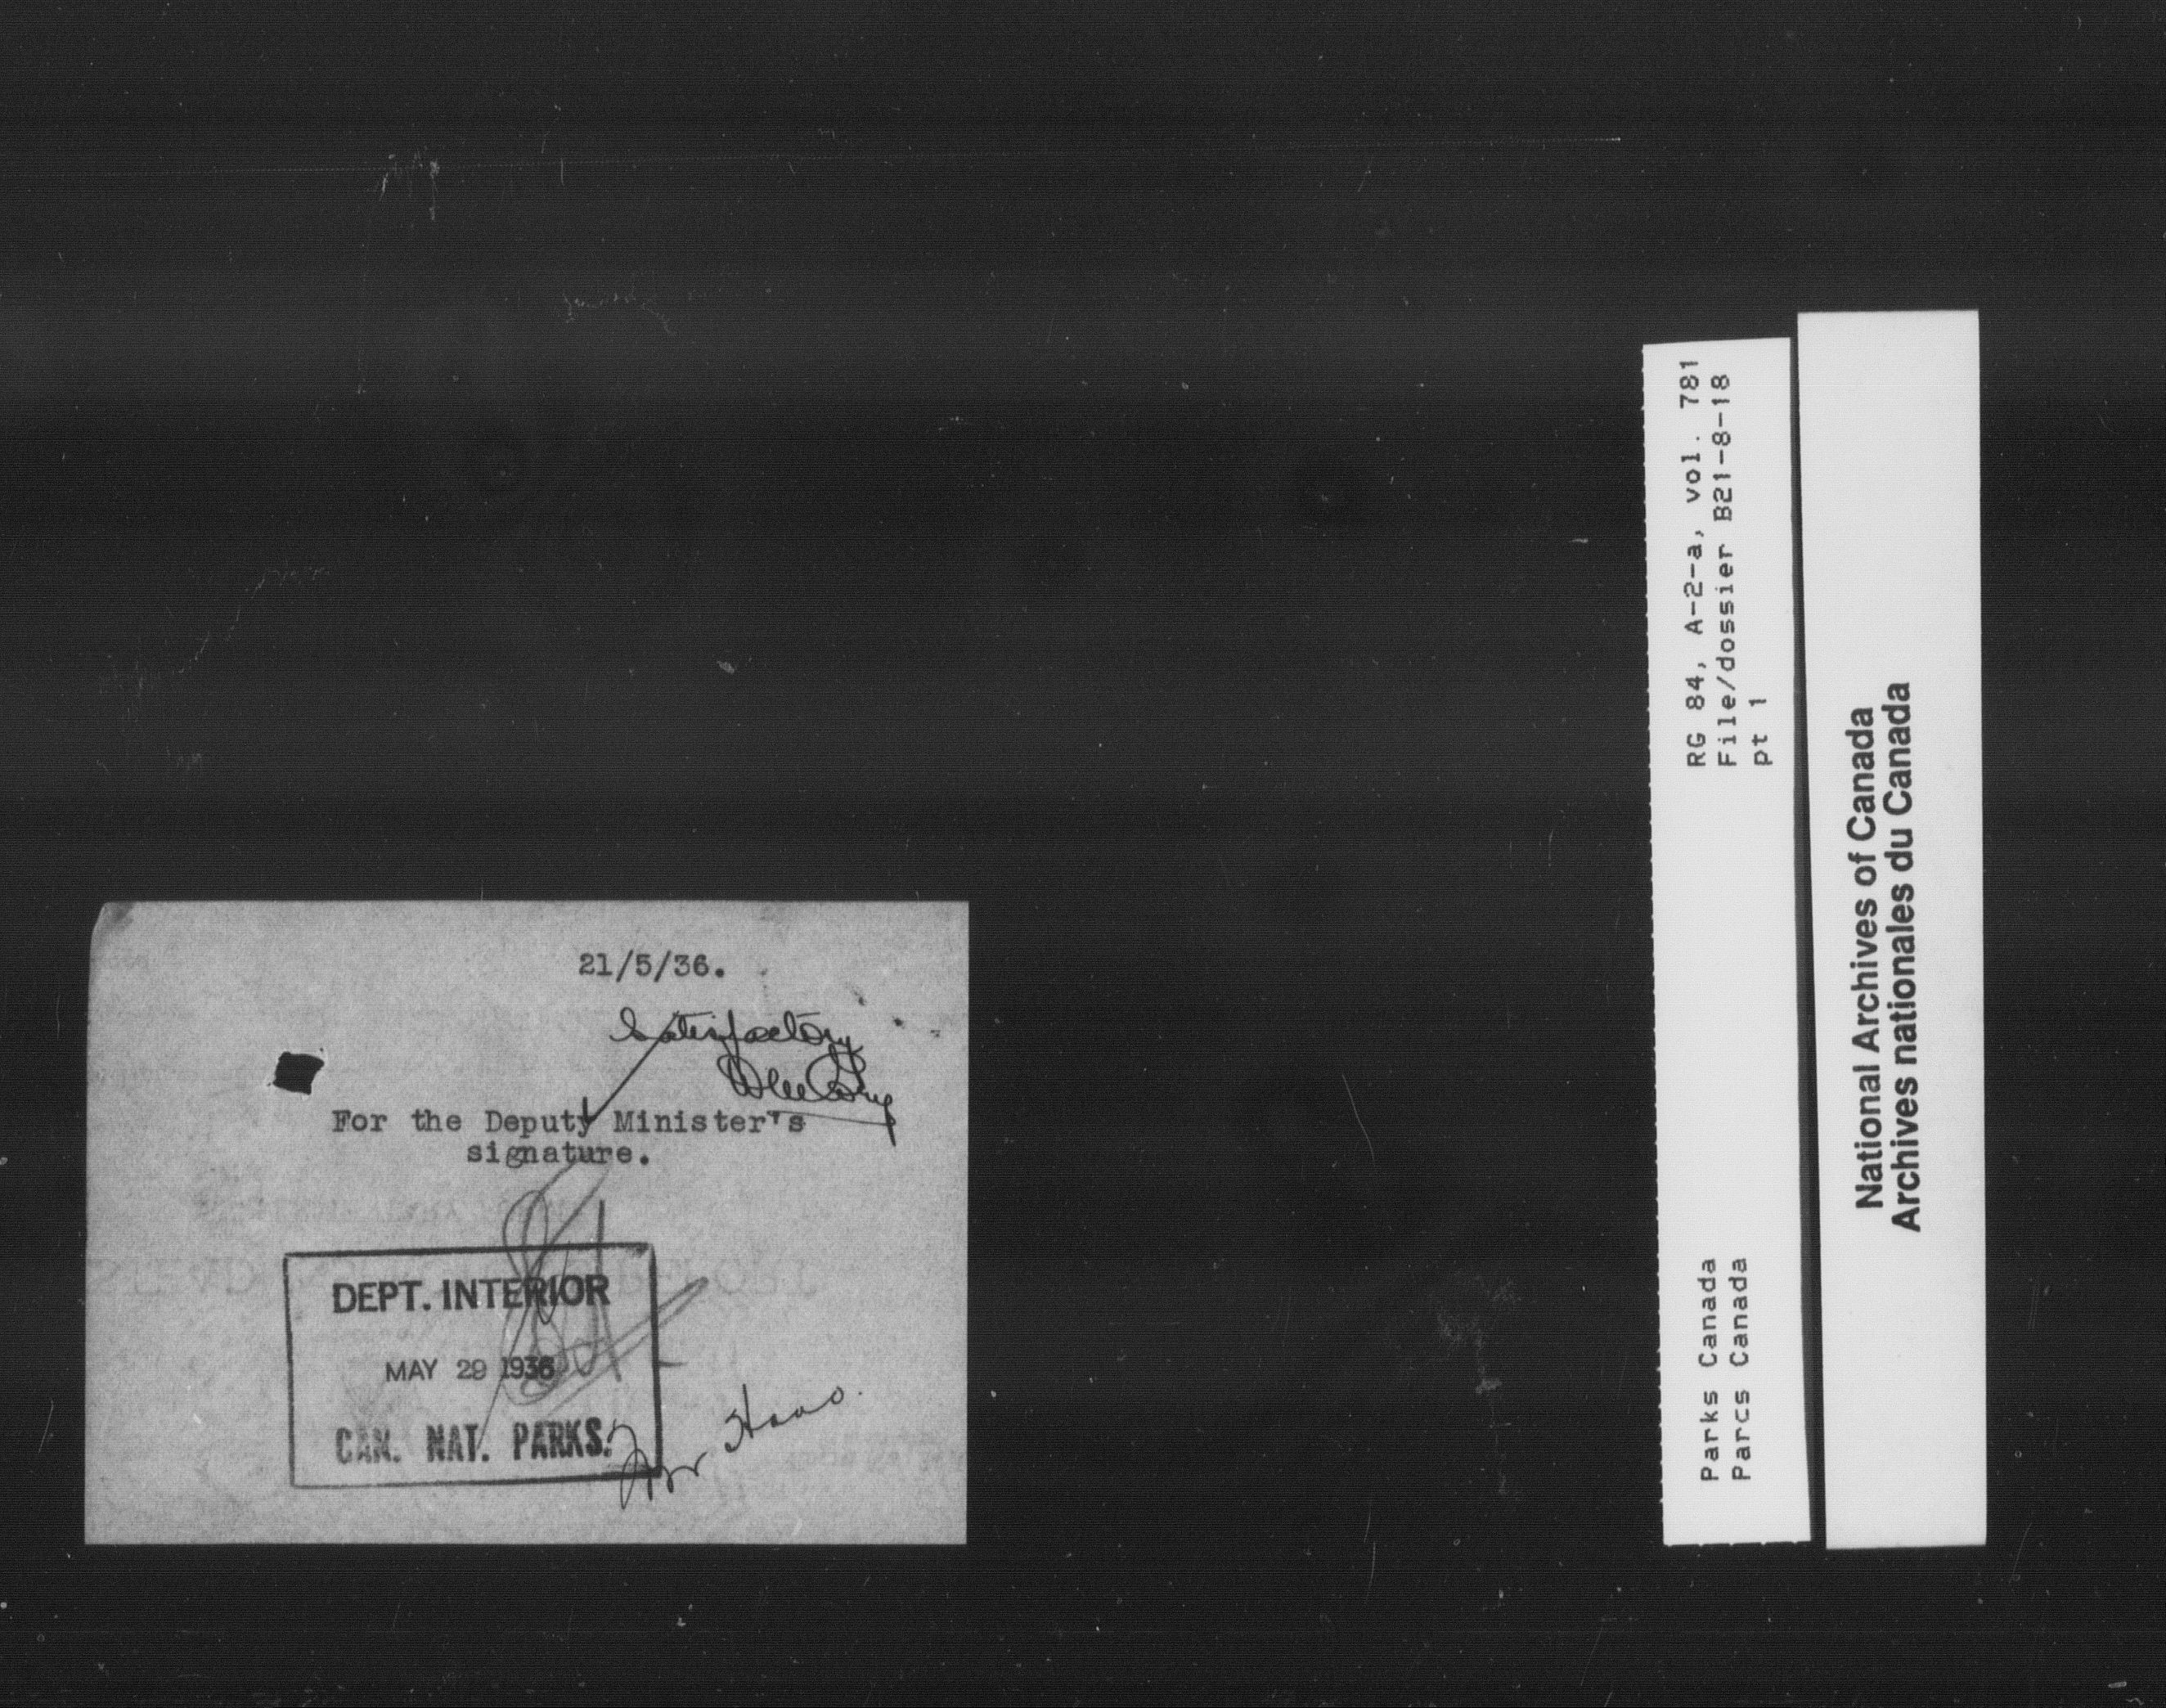 21/5/36.
Satisfactory
For the Deputy Minister's
signature.
DEPT. INTERIOR
MAY 29 1936
CAN. NAT. PARKS.
RG 84, A-2-a, vol. 781
File/dossier B21-8-18
pt 1
Parks Canada
Parcs Canada
National Archives of Canada
Archives nationales du Canada